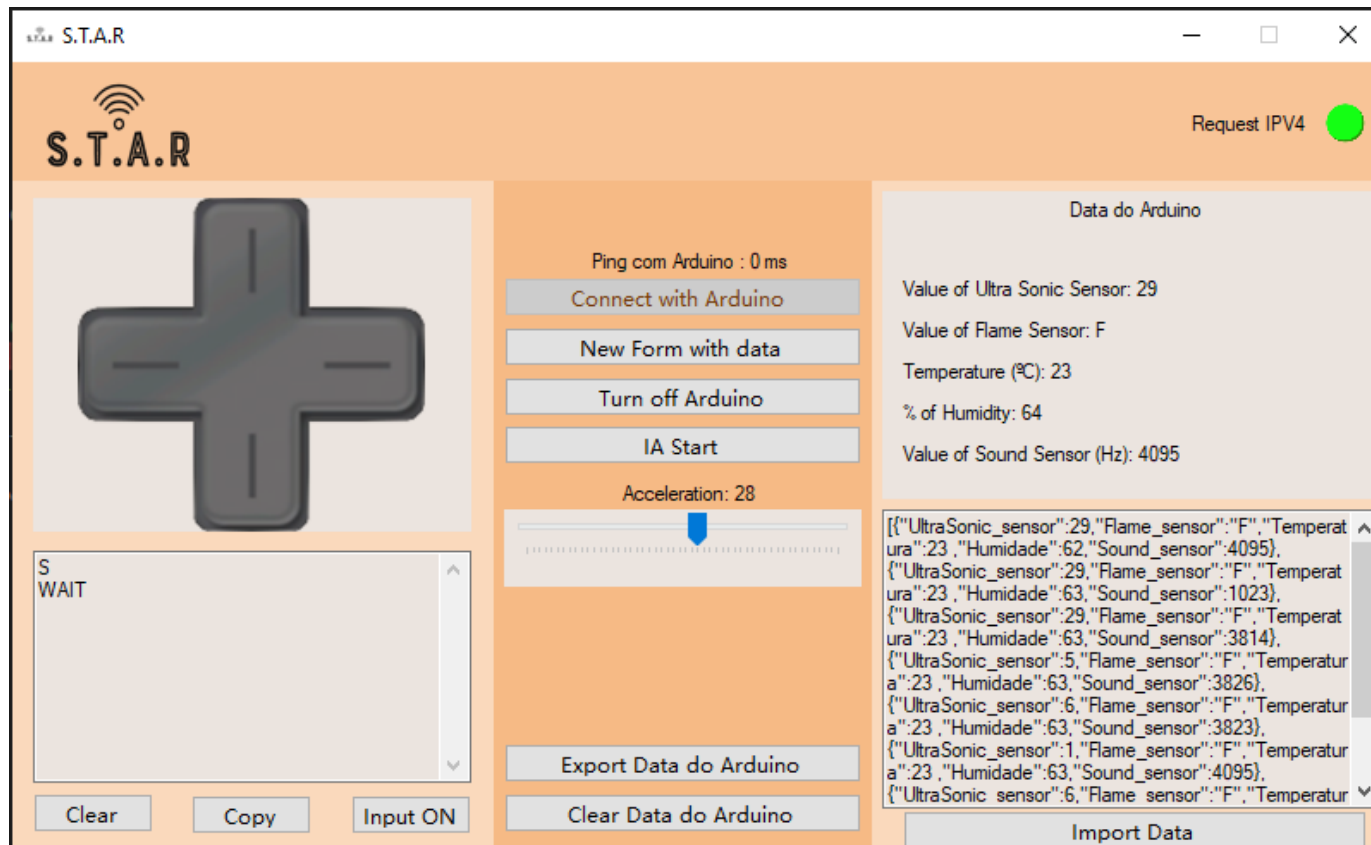 S.T.A.R
S.T.A.R
Request IPV4
S
WAIT
Clear
Copy
Input ON
Ping com Arduino : 0 ms
Connect with Arduino
New Form with data
Turn off Arduino
IA Start
Acceleration: 28
Export Data do Arduino
Clear Data do Arduino
Data do Arduino
Value of Ultra Sonic Sensor: 29
Value of Flame Sensor: F
Temperature (ºC): 23
% of Humidity: 64
Value of Sound Sensor (Hz): 4095
[{"UltraSonic_sensor":29,"Flame_sensor":"F","Temperat
ura":23 ,"Humidade":62,"Sound_sensor":4095},
{"UltraSonic_sensor":29,"Flame_sensor":"F","Temperat
ura":23 ,"Humidade":63,"Sound_sensor":1023},
{"UltraSonic_sensor":29,"Flame_sensor":"F","Temperat
ura":23 ,"Humidade":63,"Sound_sensor":3814},
{"UltraSonic_sensor":5,"Flame_sensor":"F","Temperatur
a":23 ,"Humidade":63,"Sound_sensor":3826},
{"UltraSonic_sensor":6,"Flame_sensor":"F","Temperatur
a":23 ,"Humidade":63,"Sound_sensor":3823},
{"UltraSonic_sensor":1,"Flame_sensor":"F","Temperatur
a":23 ,"Humidade":63,"Sound_sensor":4095},
{"UltraSonic_sensor":6,"Flame_sensor":"F","Temperatur
Import Data